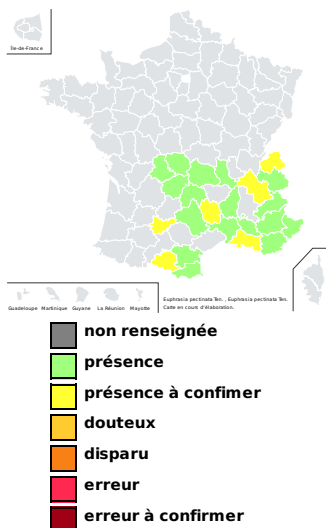 Île-de-France
Guadeloupe Martinique Guyane La Réunion Mayotte
Euphrasia pectinata Ten. , Euphrasia pectinata Ten.
Carte en cours d'élaboration.
non renseignée
présence
présence à confimer
douteux
disparu
erreur
erreur à confirmer